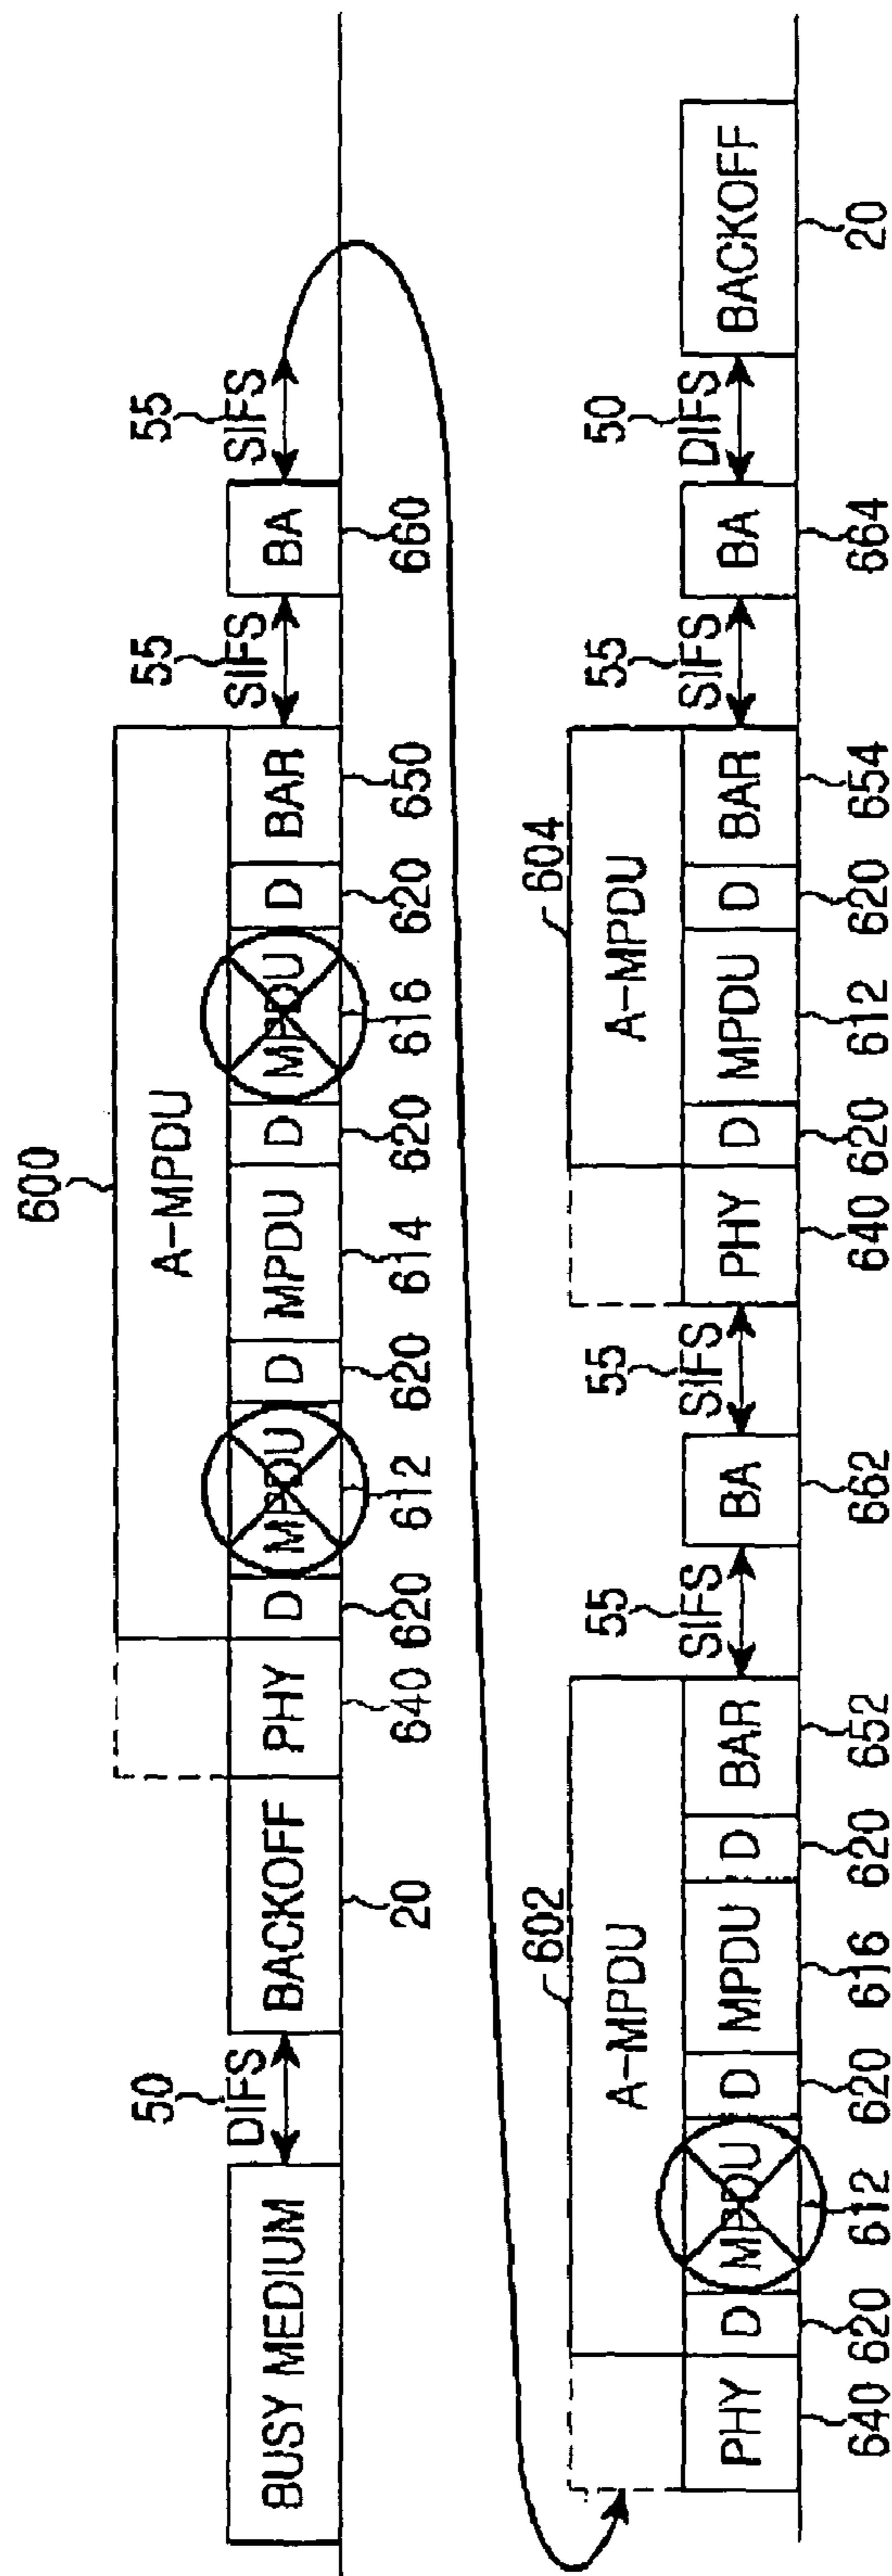 600
A-MPDU
50
55
55
DIFS
SIFS
SIFS
BUSY MEDIUM
BACKOFF
PHY
D
MPDU
D
MPDU
D
MPDU
D
BAR
BA
20
640
620
612
620
614
620
616
620
650
660
602
604
A-MPDU
A-MPDU
55
55
55
50
SIFS
SIFS
SIFS
DIFS
PHY
D
MPDU
D
MPDU
D
BAR
BA
PHY
D
MPDU
D
BAR
BA
BACKOFF
640
620
612
620
616
620
652
662
640
620
612
620
654
664
20